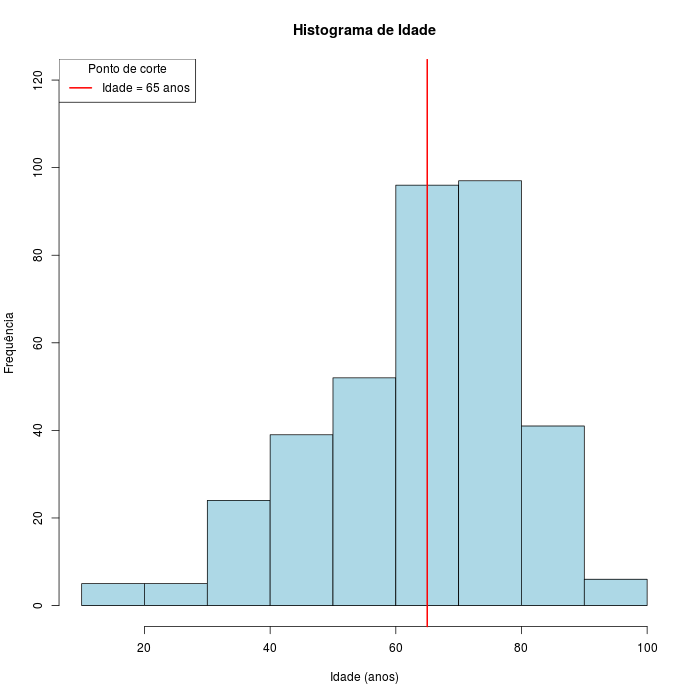 Histograma de Idade
Ponto de corte
Idade = 65 anos
120
100
80
60
40
20
0
Frequência
20 40 60 80 100
Idade (anos)